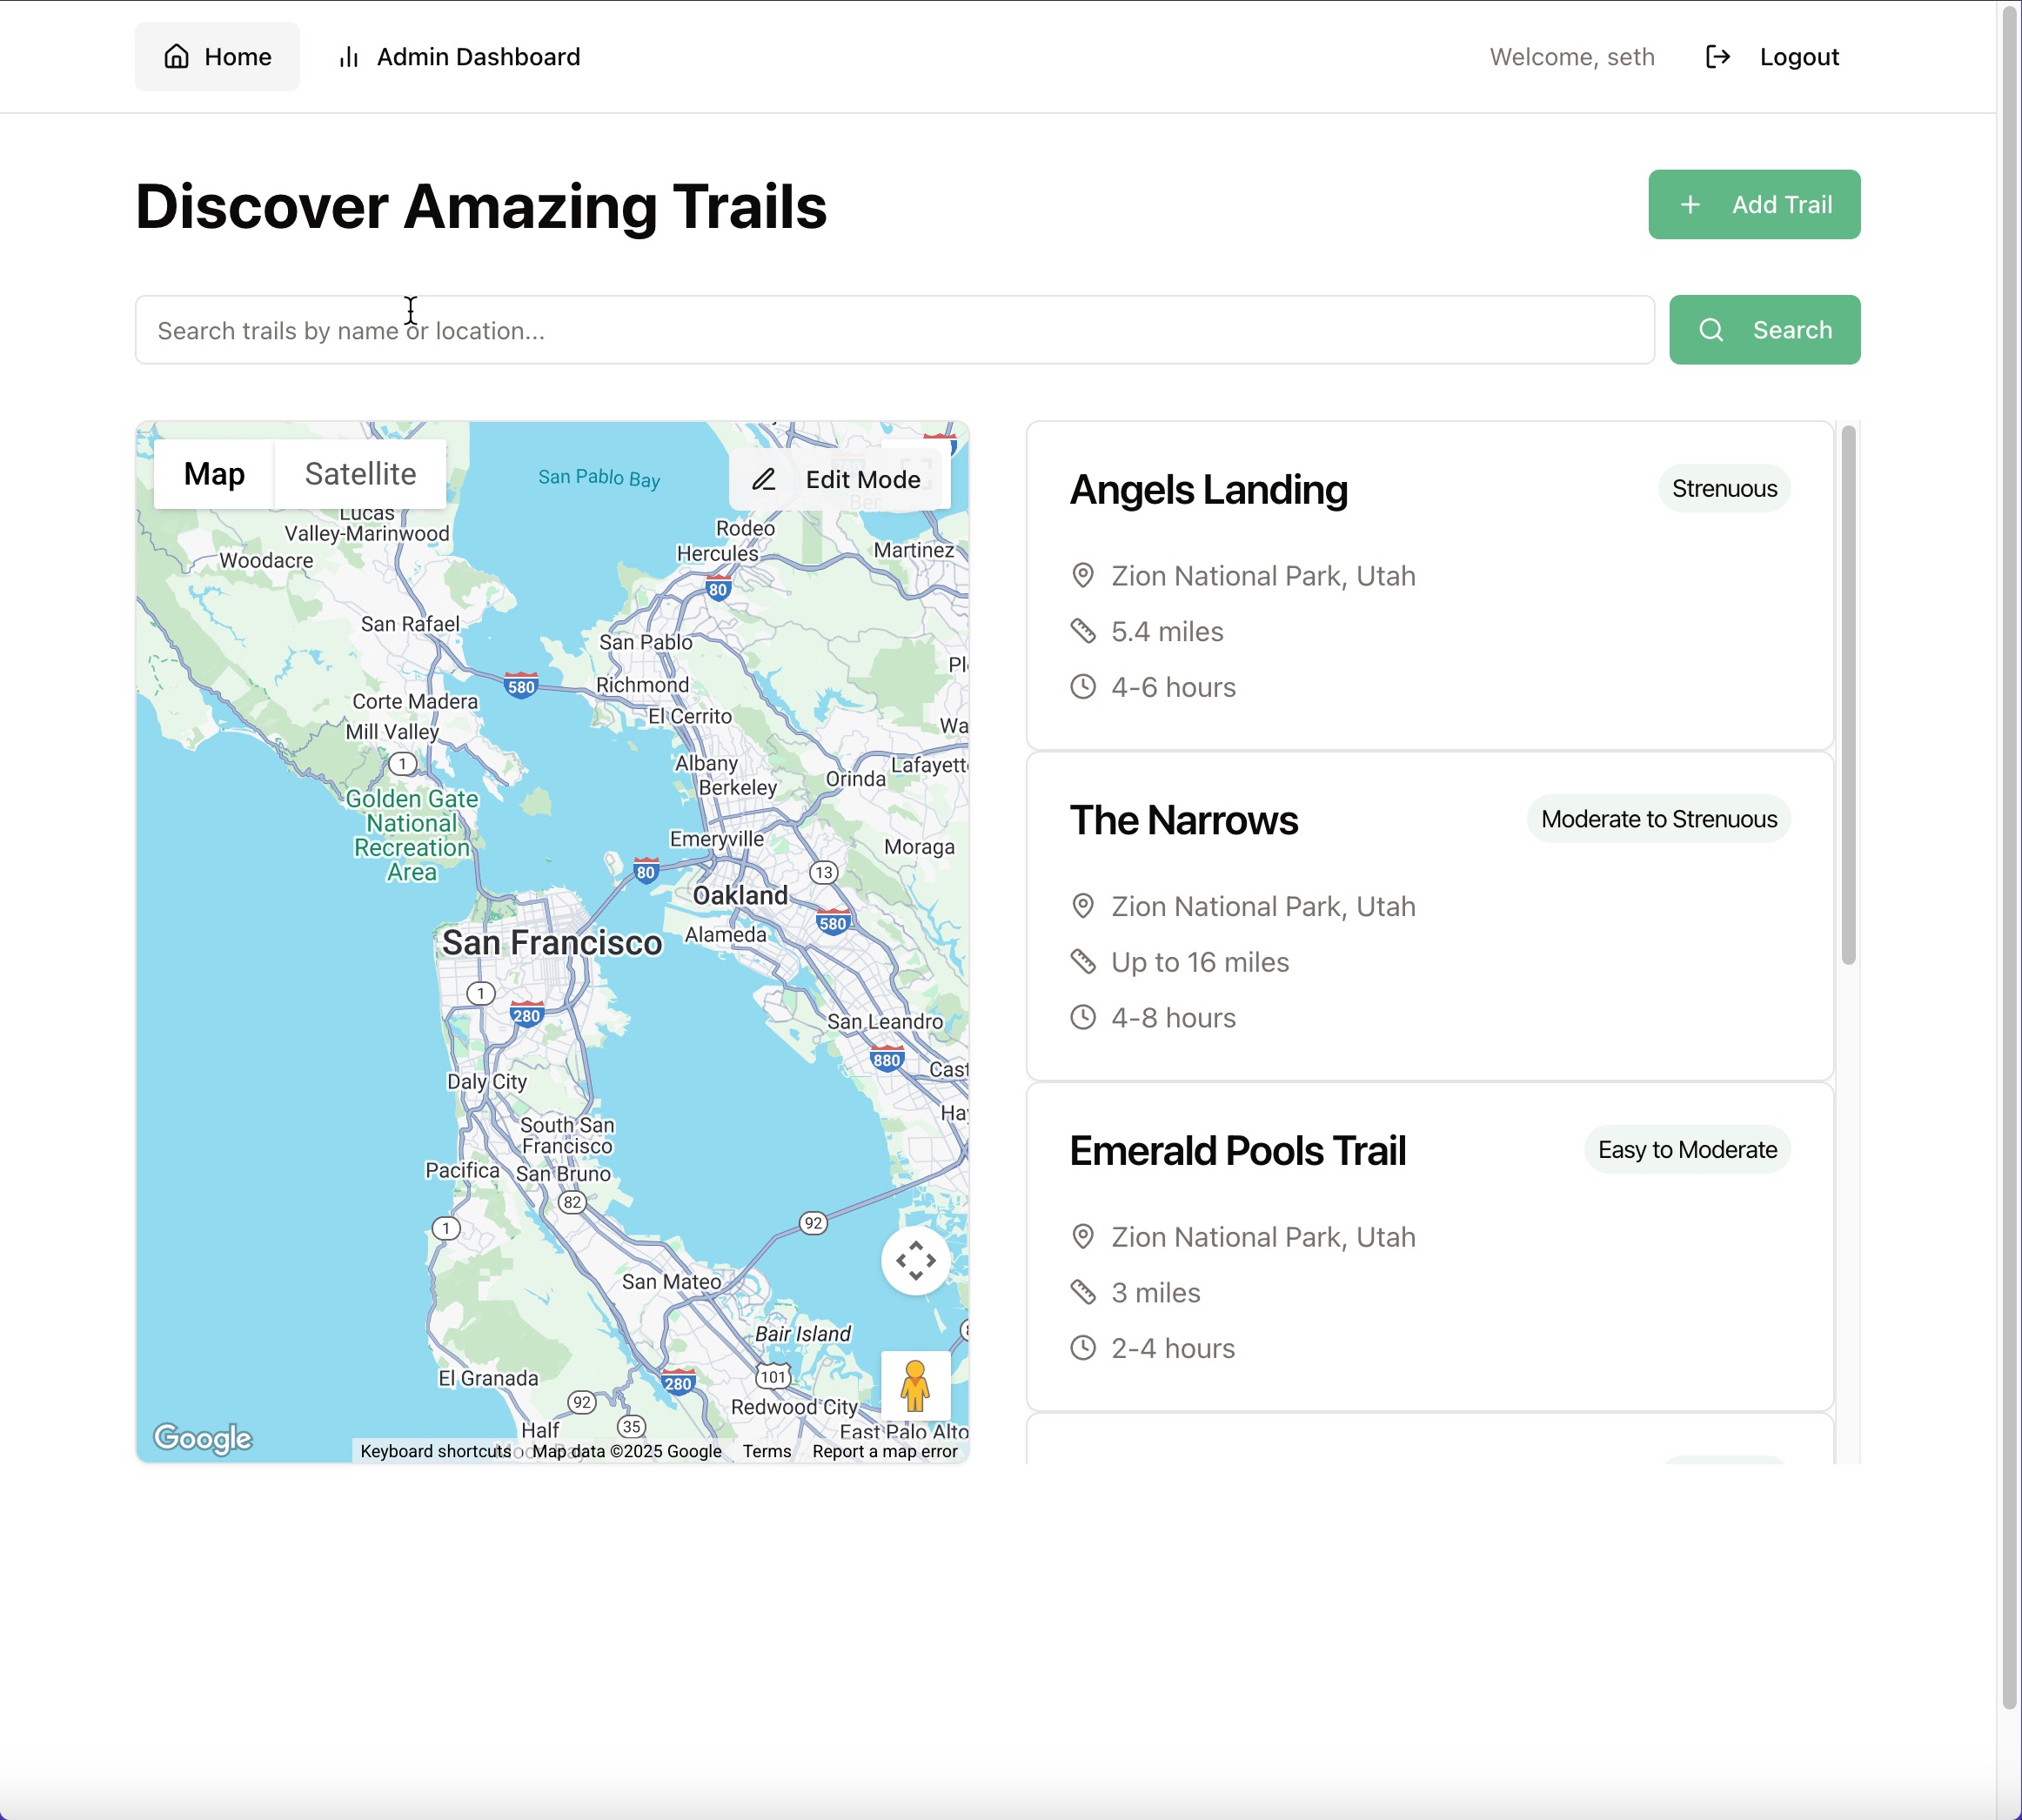 Home
Admin Dashboard
Welcome, seth
Logout
Discover Amazing Trails
Add Trail
Search trails by name or location...
Search
Map
Satellite
San Pablo Bay
Edit Mode
Ber
Lucas
Valley-Marinwood
Woodacre
Rodeo
Hercules
Martinez
80
San Rafael
San Pablo
580
Richmond
Corte Madera
El Cerrito
Mill Valley
1
Albany
Berkeley
Orinda
Golden Gate
National
Recreation
Area
Emeryville
Moraga
80
13
Oakland
580
San Francisco
Alameda
1
280
San Leandro
880
Daly City
South San
Francisco
Pacifica
San Bruno
82
1
92
San Mateo
Bair Island
El Granada
280
101
92
35
Redwood City
Half
East Palo Alto
Google
Keyboard shortcuts
Map data ©2025 Google
Terms
Report a map error
Angels Landing
Strenuous
Zion National Park, Utah
5.4 miles
4-6 hours
The Narrows
Moderate to Strenuous
Zion National Park, Utah
Up to 16 miles
4-8 hours
Emerald Pools Trail
Easy to Moderate
Zion National Park, Utah
3 miles
2-4 hours